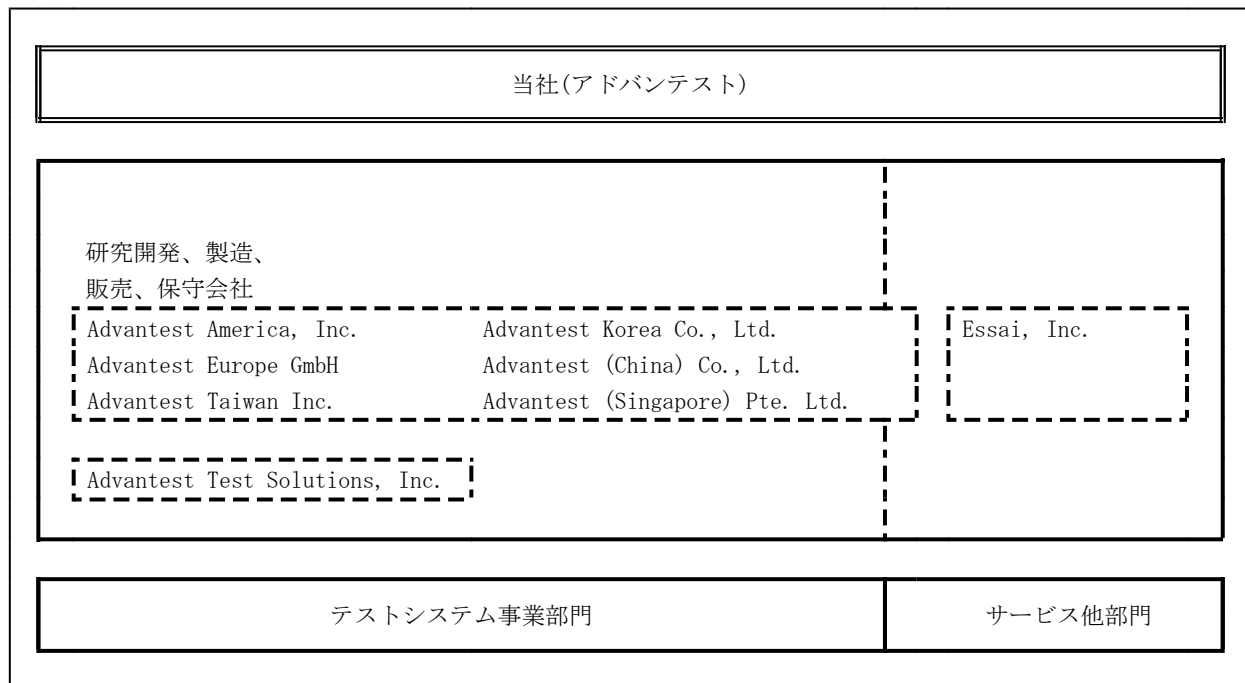 当社(アドバンテスト)
研究開発、製造、
販売、保守会社
Advantest America, Inc. Advantest Korea Co., Ltd. Essai, Inc.
Advantest Europe GmbH Advantest (China) Co., Ltd.
Advantest Taiwan Inc. Advantest (Singapore) Pte. Ltd.
Advantest Test Solutions, Inc.
テストシステム事業部門 サービス他部門